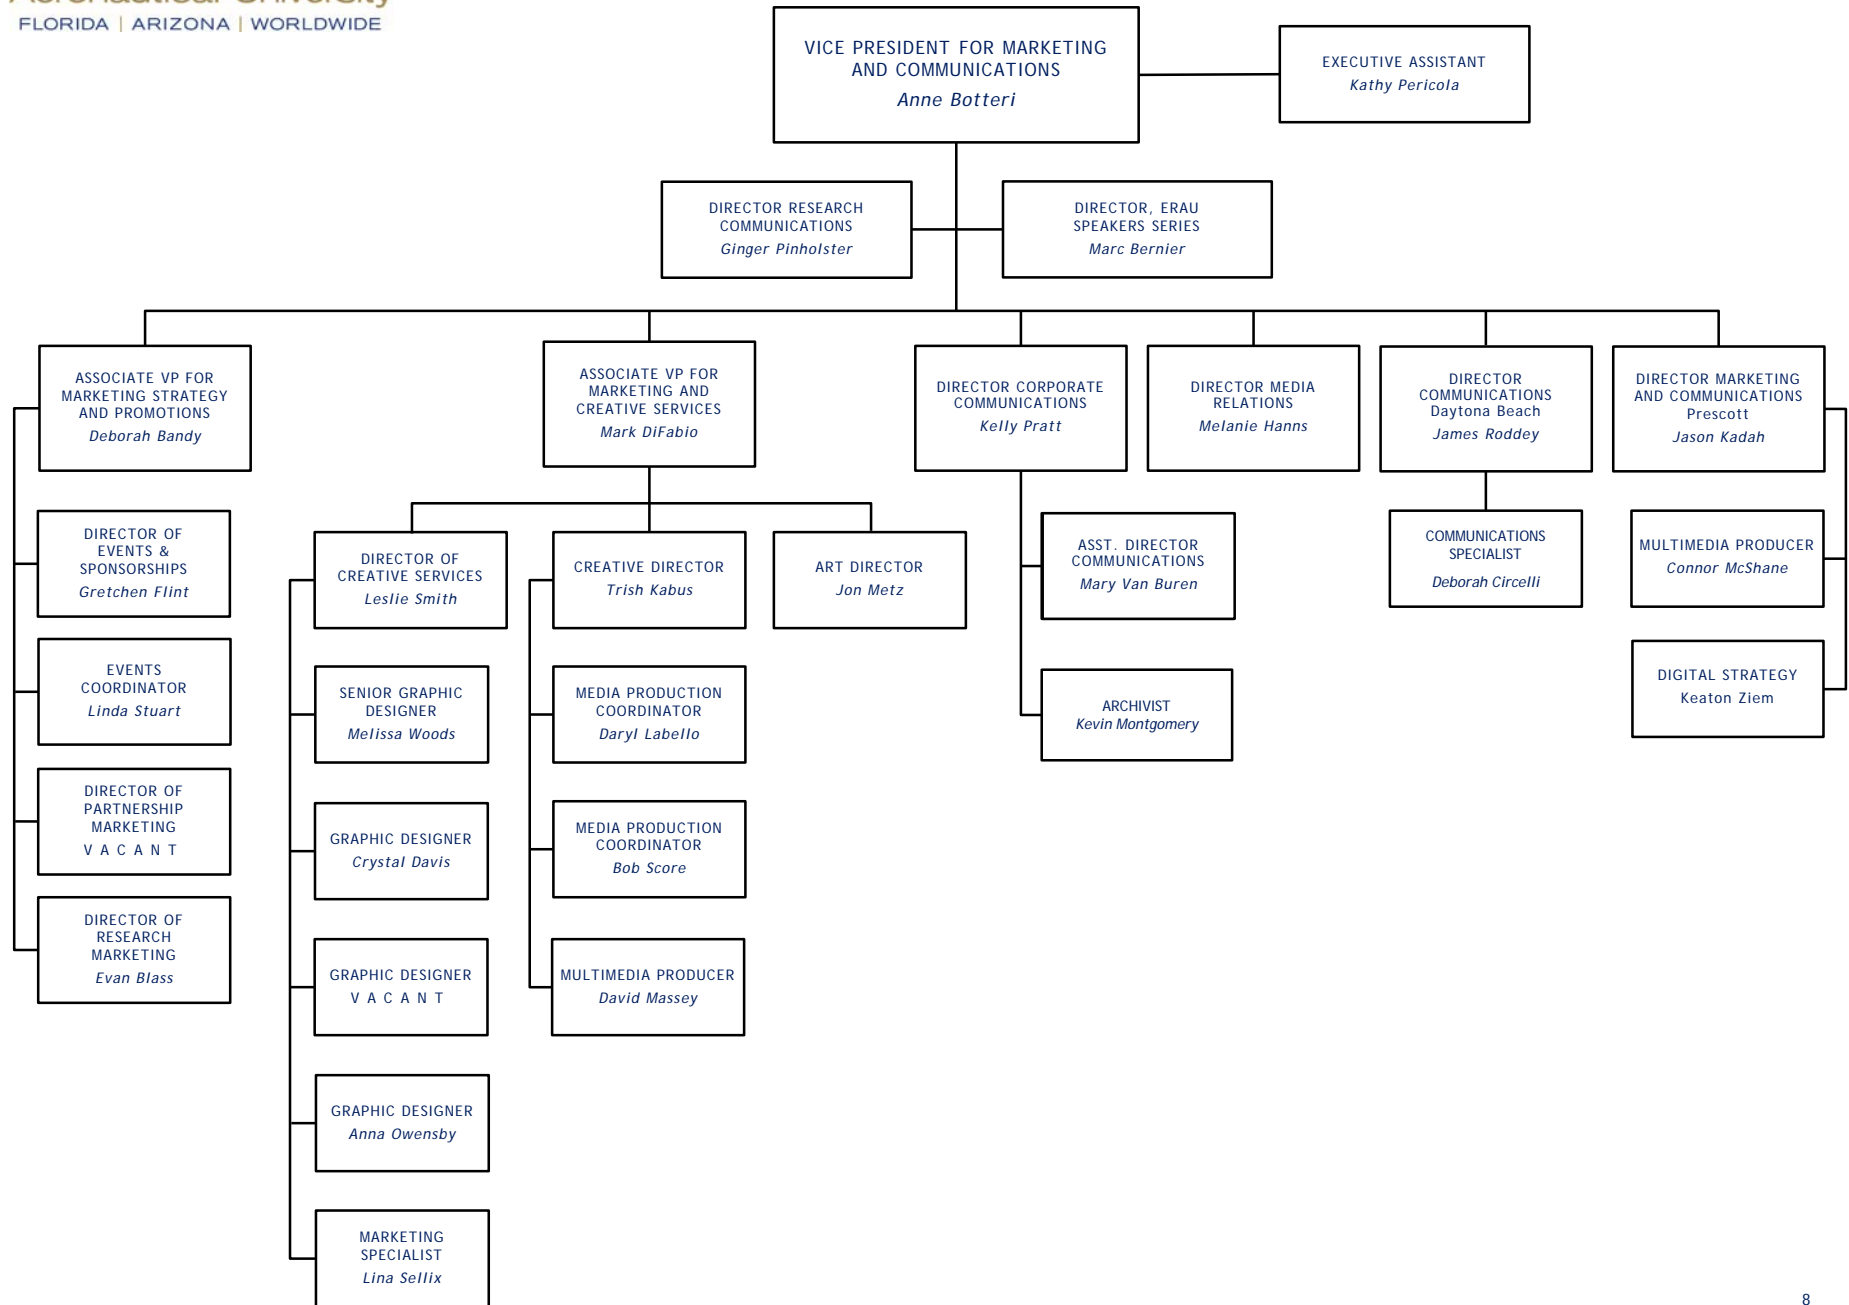 Aeronautical University
FLORIDA | ARIZONA | WORLDWIDE
VICE PRESIDENT FOR MARKETING
AND COMMUNICATIONS
Anne Botteri
EXECUTIVE ASSISTANT
Kathy Pericola
DIRECTOR RESEARCH
COMMUNICATIONS
Ginger Pinholster
DIRECTOR, ERAU
SPEAKERS SERIES
Marc Bernier
ASSOCIATE VP FOR
MARKETING STRATEGY
AND PROMOTIONS
Deborah Bandy
ASSOCIATE VP FOR
MARKETING AND
CREATIVE SERVICES
Mark DiFabio
DIRECTOR CORPORATE
COMMUNICATIONS
Kelly Pratt
DIRECTOR MEDIA
RELATIONS
Melanie Hanns
DIRECTOR
COMMUNICATIONS
Daytona Beach
James Roddey
DIRECTOR MARKETING
AND COMMUNICATIONS
Prescott
Jason Kadah
DIRECTOR OF
EVENTS &
SPONSORSHIPS
Gretchen Flint
EVENTS
COORDINATOR
Linda Stuart
DIRECTOR OF
PARTNERSHIP
MARKETING
V A C A N T
DIRECTOR OF
RESEARCH
MARKETING
Evan Blass
DIRECTOR OF
CREATIVE SERVICES
Leslie Smith
SENIOR GRAPHIC
DESIGNER
Melissa Woods
GRAPHIC DESIGNER
Crystal Davis
GRAPHIC DESIGNER
V A C A N T
GRAPHIC DESIGNER
Anna Owensby
MARKETING
SPECIALIST
Lina Sellix
CREATIVE DIRECTOR
Trish Kabus
MEDIA PRODUCTION
COORDINATOR
Daryl Labello
MEDIA PRODUCTION
COORDINATOR
Bob Score
MULTIMEDIA PRODUCER
David Massey
ART DIRECTOR
Jon Metz
ASST. DIRECTOR
COMMUNICATIONS
Mary Van Buren
ARCHIVIST
Kevin Montgomery
COMMUNICATIONS
SPECIALIST
Deborah Circelli
MULTIMEDIA PRODUCER
Connor McShane
DIGITAL STRATEGY
Keaton Ziem
8